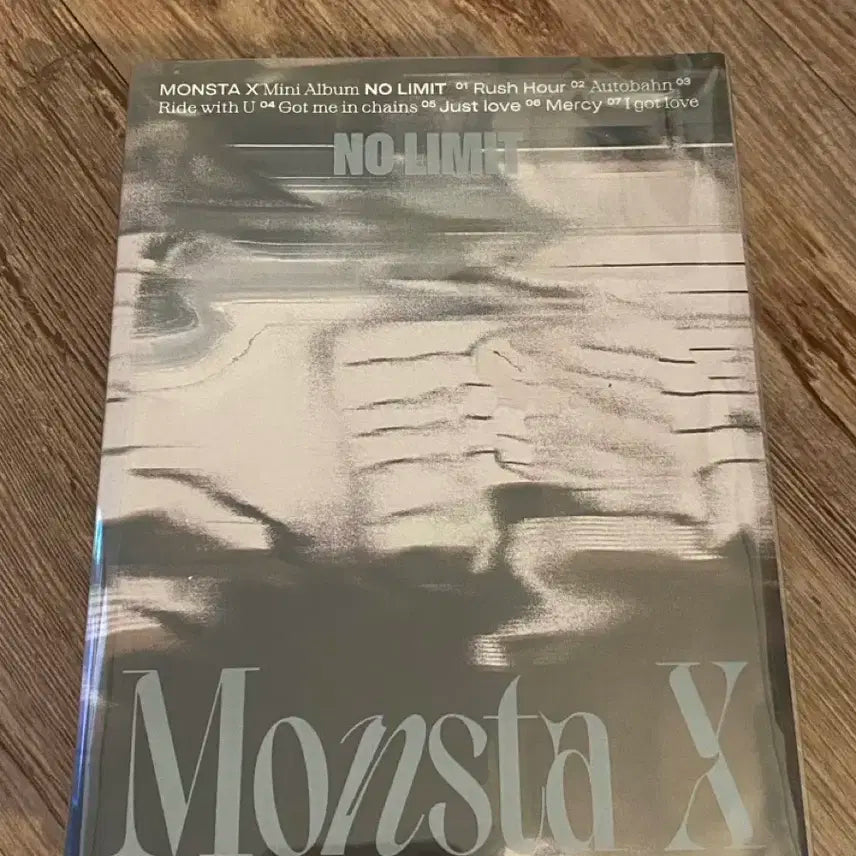 MONSTA X Mini Album NO LIMIT 01 Rush Hour 02 Autobahn 03
Ride with U 04 Got me in chains 05 Just love 06 Mercy 07 I got love
NO LIMIT
Monsta X